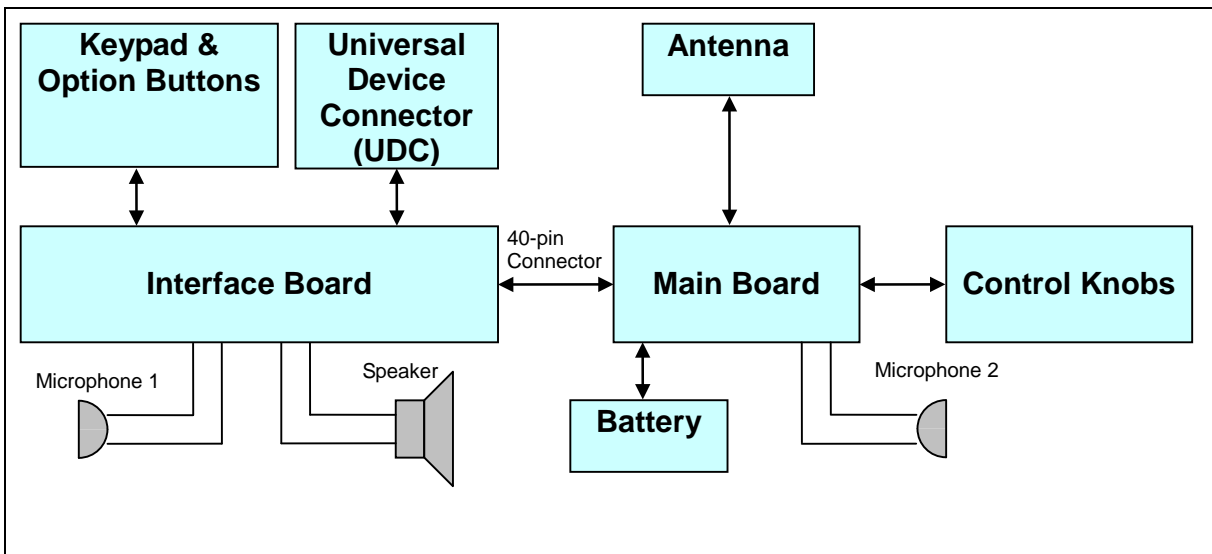 Keypad &
Option Buttons
Universal
Device
Connector
(UDC)
Antenna
Interface Board
40-pin
Connector
Main Board
Control Knobs
Microphone 1
Speaker
Battery
Microphone 2